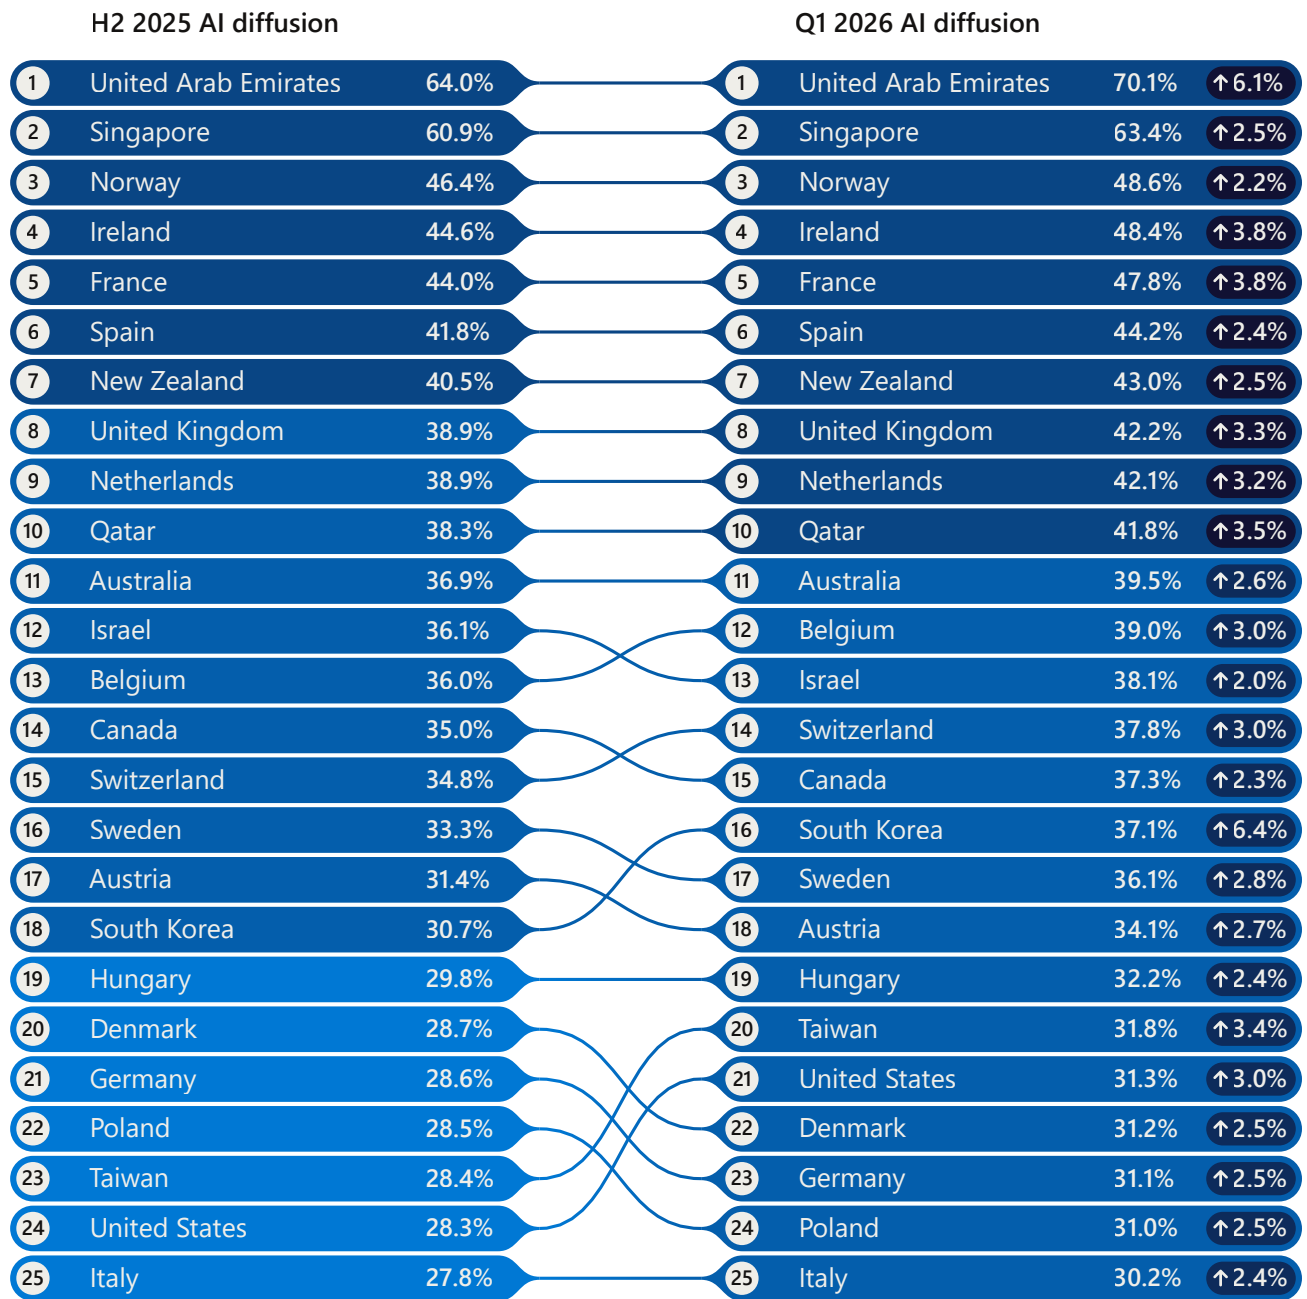 H2 2025 AI diffusion Q1 2026 AI diffusion
1 United Arab Emirates 64.0% 1 United Arab Emirates 70.1% ↑6.1%
2 Singapore 60.9% 2 Singapore 63.4% ↑2.5%
3 Norway 46.4% 3 Norway 48.6% ↑2.2%
4 Ireland 44.6% 4 Ireland 48.4% ↑3.8%
5 France 44.0% 5 France 47.8% ↑3.8%
6 Spain 41.8% 6 Spain 44.2% ↑2.4%
7 New Zealand 40.5% 7 New Zealand 43.0% ↑2.5%
8 United Kingdom 38.9% 8 United Kingdom 42.2% ↑3.3%
9 Netherlands 38.9% 9 Netherlands 42.1% ↑3.2%
10 Qatar 38.3% 10 Qatar 41.8% ↑3.5%
11 Australia 36.9% 11 Australia 39.5% ↑2.6%
12 Israel 36.1% 12 Belgium 39.0% ↑3.0%
13 Belgium 36.0% 13 Israel 38.1% ↑2.0%
14 Canada 35.0% 14 Switzerland 37.8% ↑3.0%
15 Switzerland 34.8% 15 Canada 37.3% ↑2.3%
16 Sweden 33.3% 16 South Korea 37.1% ↑6.4%
17 Austria 31.4% 17 Sweden 36.1% ↑2.8%
18 South Korea 30.7% 18 Austria 34.1% ↑2.7%
19 Hungary 29.8% 19 Hungary 32.2% ↑2.4%
20 Denmark 28.7% 20 Taiwan 31.8% ↑3.4%
21 Germany 28.6% 21 United States 31.3% ↑3.0%
22 Poland 28.5% 22 Denmark 31.2% ↑2.5%
23 Taiwan 28.4% 23 Germany 31.1% ↑2.5%
24 United States 28.3% 24 Poland 31.0% ↑2.5%
25 Italy 27.8% 25 Italy 30.2% ↑2.4%